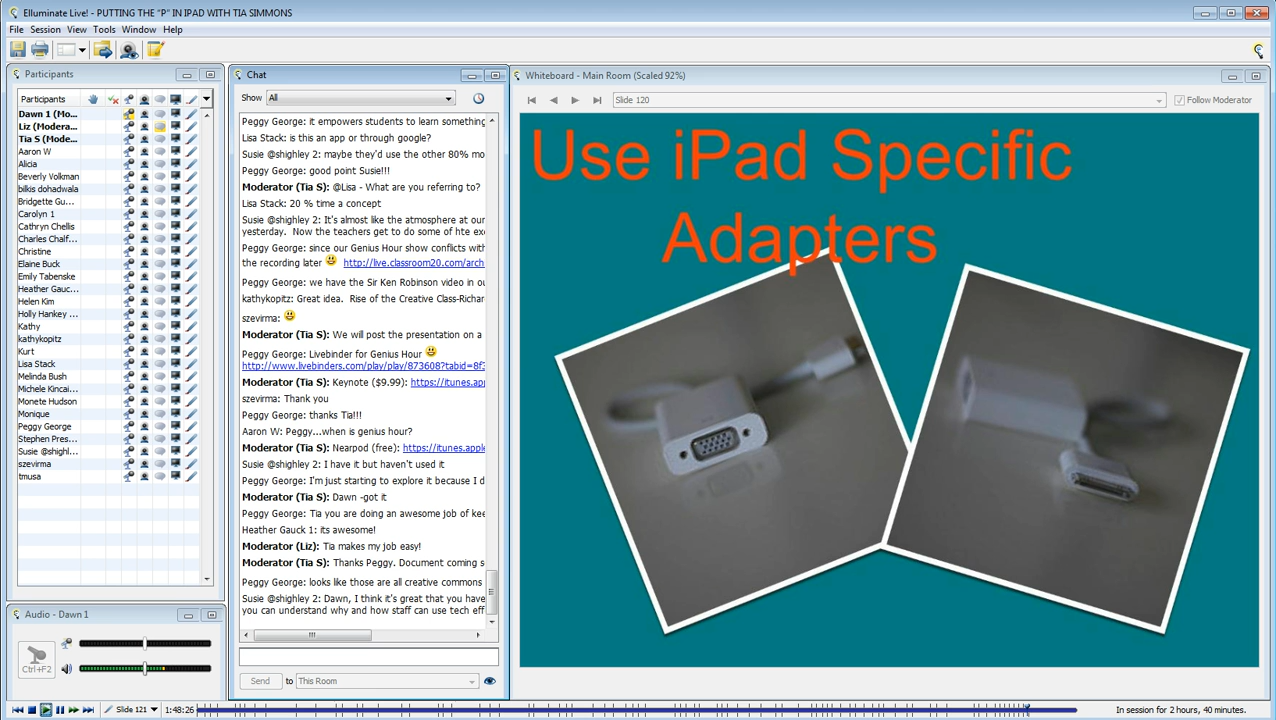 Elluminate Live! - PUTTING THE "P" IN IPAD WITH TIA SIMMONS
File Session View Tools Window Help
Participants
Participants
Dawn 1 (Mo...
Liz (Modera...
Tia S (Mode...
Aaron W
Alicia
Beverly Volkman
bilkis dohadwala
Bridgette Gu...
Carolyn 1
Cathryn Chellis
Charles Chalf...
Christine
Elaine Buck
Emily Tabenske
Heather Gauc...
Helen Kim
Holly Hankey ...
Kathy
kathykopitz
Kurt
Lisa Stack
Melinda Bush
Michele Kincai...
Monete Hudson
Monique
Peggy George
Stephen Pres...
Susie @shighl...
szevirma
tmusa
Audio - Dawn 1
Ctrl+F2
Chat
Show All
Peggy George: it empowers students to learn something
Lisa Stack: is this an app or through google?
Susie @shighley 2: maybe they'd use the other 80% mo
Peggy George: good point Susie!!!
Moderator (Tia S): @Lisa - What are you referring to?
Lisa Stack: 20 % time a concept
Susie @shighley 2: It's almost like the atmosphere at our
yesterday. Now the teachers get to do some of hte exc
Peggy George: since our Genius Hour show conflicts with
the recording later http://live.classroom20.com/arch
Peggy George: we have the Sir Ken Robinson video in ou
kathykopitz: Great idea. Rise of the Creative Class-Richar
szevirma:
Moderator (Tia S): We will post the presentation on a
Peggy George: Livebinder for Genius Hour
http://www.livebinders.com/play/play/873608?tabid=8f3
Moderator (Tia S): Keynote ($9.99): https://itunes.app
szevirma: Thank you
Peggy George: thanks Tia!!!
Aaron W: Peggy...when is genius hour?
Moderator (Tia S): Nearpod (free): https://itunes.apple
Susie @shighley 2: I have it but haven't used it
Peggy George: I'm just starting to explore it because I d
Moderator (Tia S): Dawn -got it
Peggy George: Tia you are doing an awesome job of kee
Heather Gauck 1: its awesome!
Moderator (Liz): Tia makes my job easy!
Moderator (Tia S): Thanks Peggy. Document coming s
Peggy George: looks like those are all creative commons
Susie @shighley 2: Dawn, I think it's great that you have
you can understand why and how staff can use tech eff
Send to This Room
Whiteboard - Main Room (Scaled 92%)
Slide 120
Follow Moderator
Use iPad Specific
Adapters
Slide 121
1:48:26
In session for 2 hours, 40 minutes.